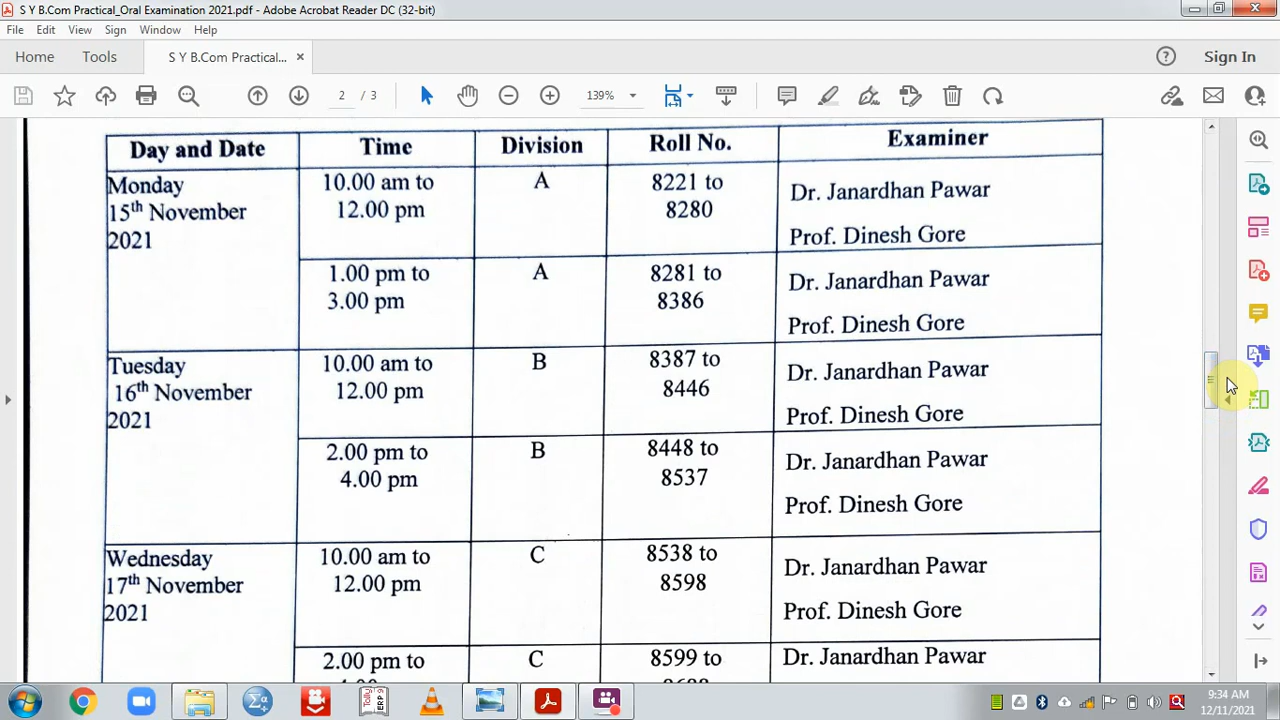 S Y B.Com Practical_Oral Examination 2021.pdf - Adobe Acrobat Reader DC (32-bit)
File Edit View Sign Window Help
Home Tools S Y B.Com Practical... × Sign In
2 / 3 139%
Day and Date Time Division Roll No. Examiner
Monday
15th November
2021
10.00 am to
12.00 pm
A
8221 to
8280
Dr. Janardhan Pawar
Prof. Dinesh Gore
1.00 pm to
3.00 pm
A
8281 to
8386
Dr. Janardhan Pawar
Prof. Dinesh Gore
Tuesday
16th November
2021
10.00 am to
12.00 pm
B
8387 to
8446
Dr. Janardhan Pawar
Prof. Dinesh Gore
2.00 pm to
4.00 pm
B
8448 to
8537
Dr. Janardhan Pawar
Prof. Dinesh Gore
Wednesday
17th November
2021
10.00 am to
12.00 pm
C
8538 to
8598
Dr. Janardhan Pawar
Prof. Dinesh Gore
2.00 pm to
C
8599 to
Dr. Janardhan Pawar
9:34 AM
12/11/2021